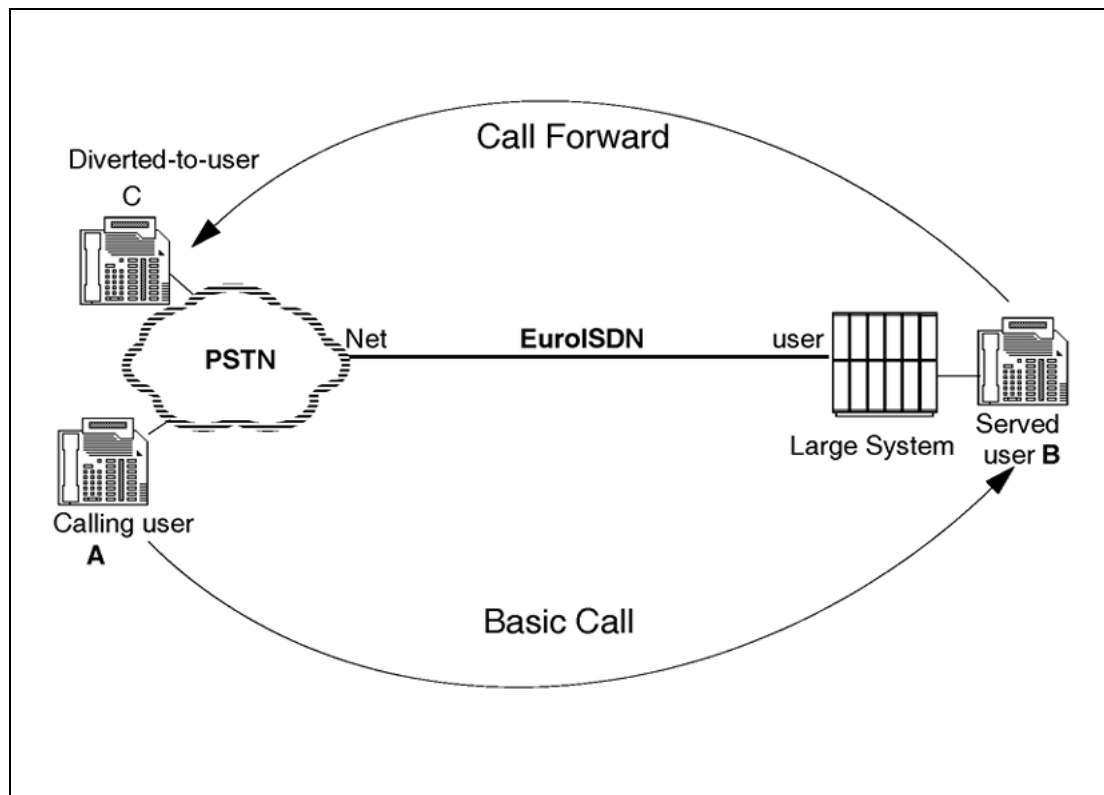 Call Forward
Diverted-to-user
C
Net
EuroISDN
user
PSTN
Large System
Served
user B
Calling user
A
Basic Call